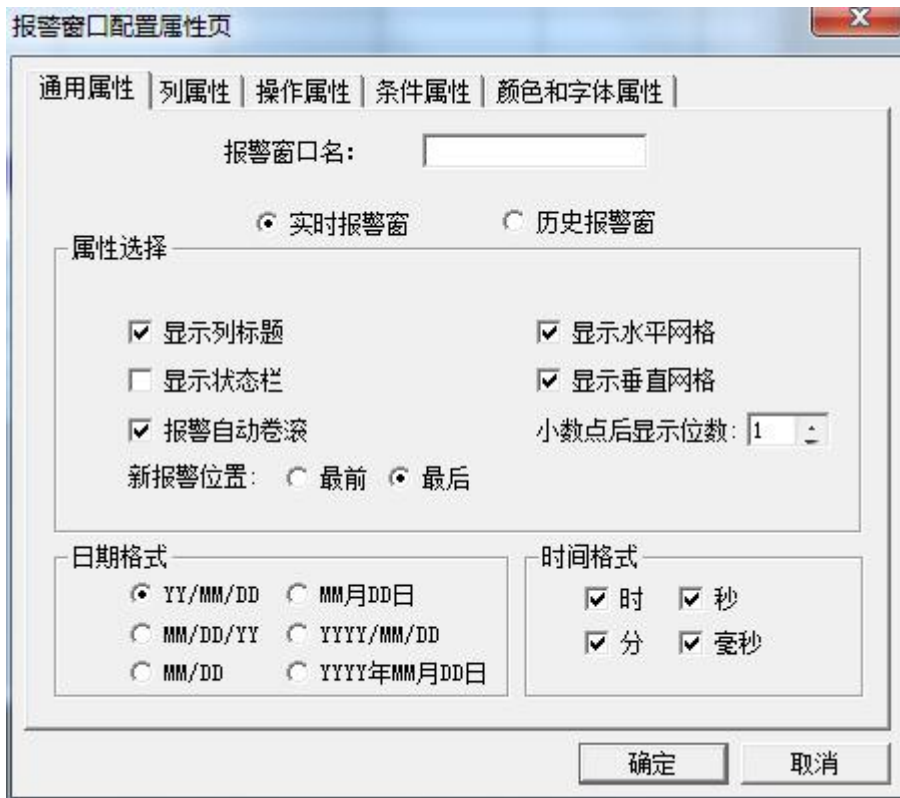 报警窗口配置属性页
通用属性 列属性 操作属性 条件属性 颜色和字体属性
报警窗口名:
实时报警窗 历史报警窗
属性选择
显示列标题 显示水平网格
显示状态栏 显示垂直网格
报警自动卷滚 小数点后显示位数: 1
新报警位置: 最前 最后
日期格式 时间格式
YY/MM/DD MM月DD日 时 秒
MM/DD/YY YYYY/MM/DD 分 毫秒
MM/DD YYYY年MM月DD日
确定 取消